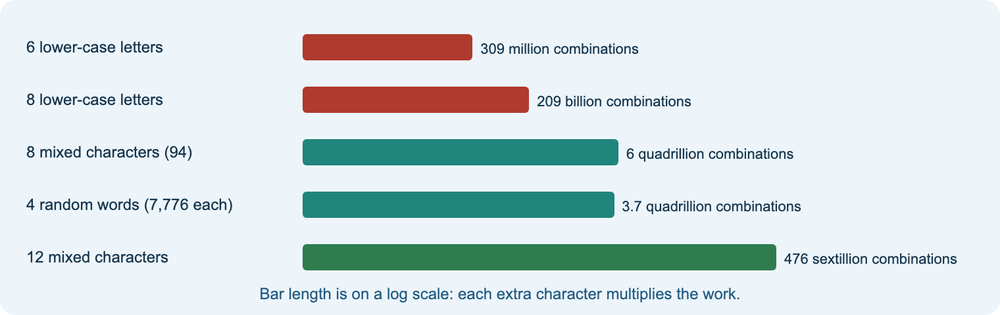 6 lower-case letters
309 million combinations
8 lower-case letters
209 billion combinations
8 mixed characters (94)
6 quadrillion combinations
4 random words (7,776 each)
3.7 quadrillion combinations
12 mixed characters
476 sextillion combinations
Bar length is on a log scale: each extra character multiplies the work.